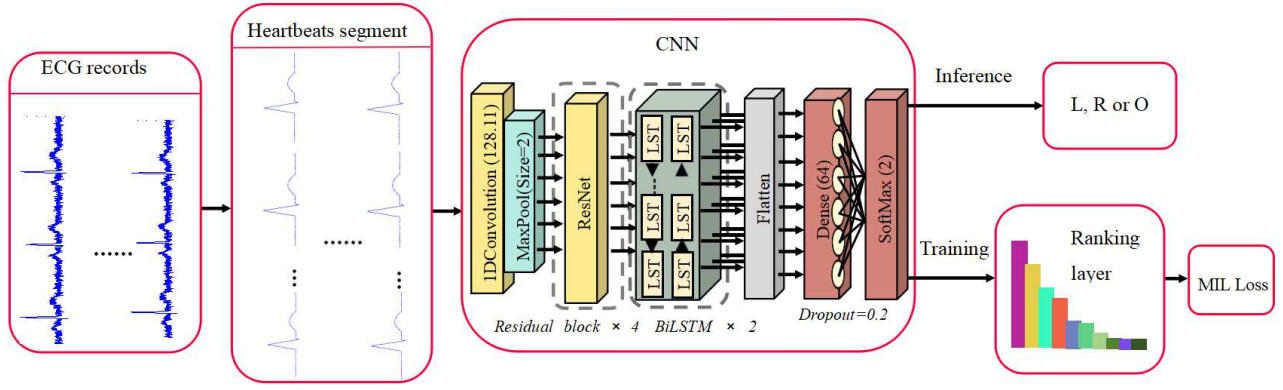 ECG records
......
Heartbeats segment
......
...
...
CNN
1DConvolution (128.11)
MaxPool(Size=2)
ResNet
LST
LST
LST
LST
LST
LST
Flatten
Dense (64)
SoftMax (2)
Residual block × 4
BiLSTM × 2
Dropout=0.2
Inference
L, R or O
Training
Ranking
layer
MIL Loss